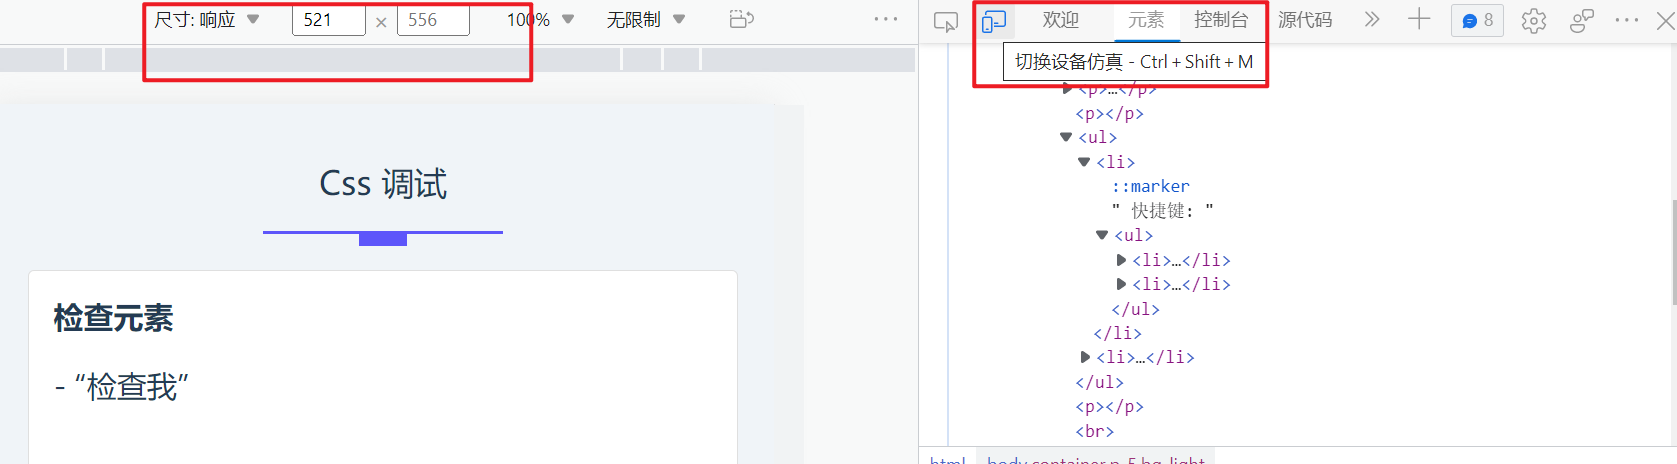 尺寸: 响应 521 × 556 100% 无限制
Css 调试
检查元素
- “检查我”
欢迎 元素 控制台 源代码 8
切换设备仿真 - Ctrl + Shift + M
<p>…</p>
<p></p>
<ul>
<li>
::marker
" 快捷键: "
<ul>
<li>…</li>
<li>…</li>
</ul>
</li>
<li>…</li>
</ul>
<p></p>
<br>
html body.container.p-5.bg-light